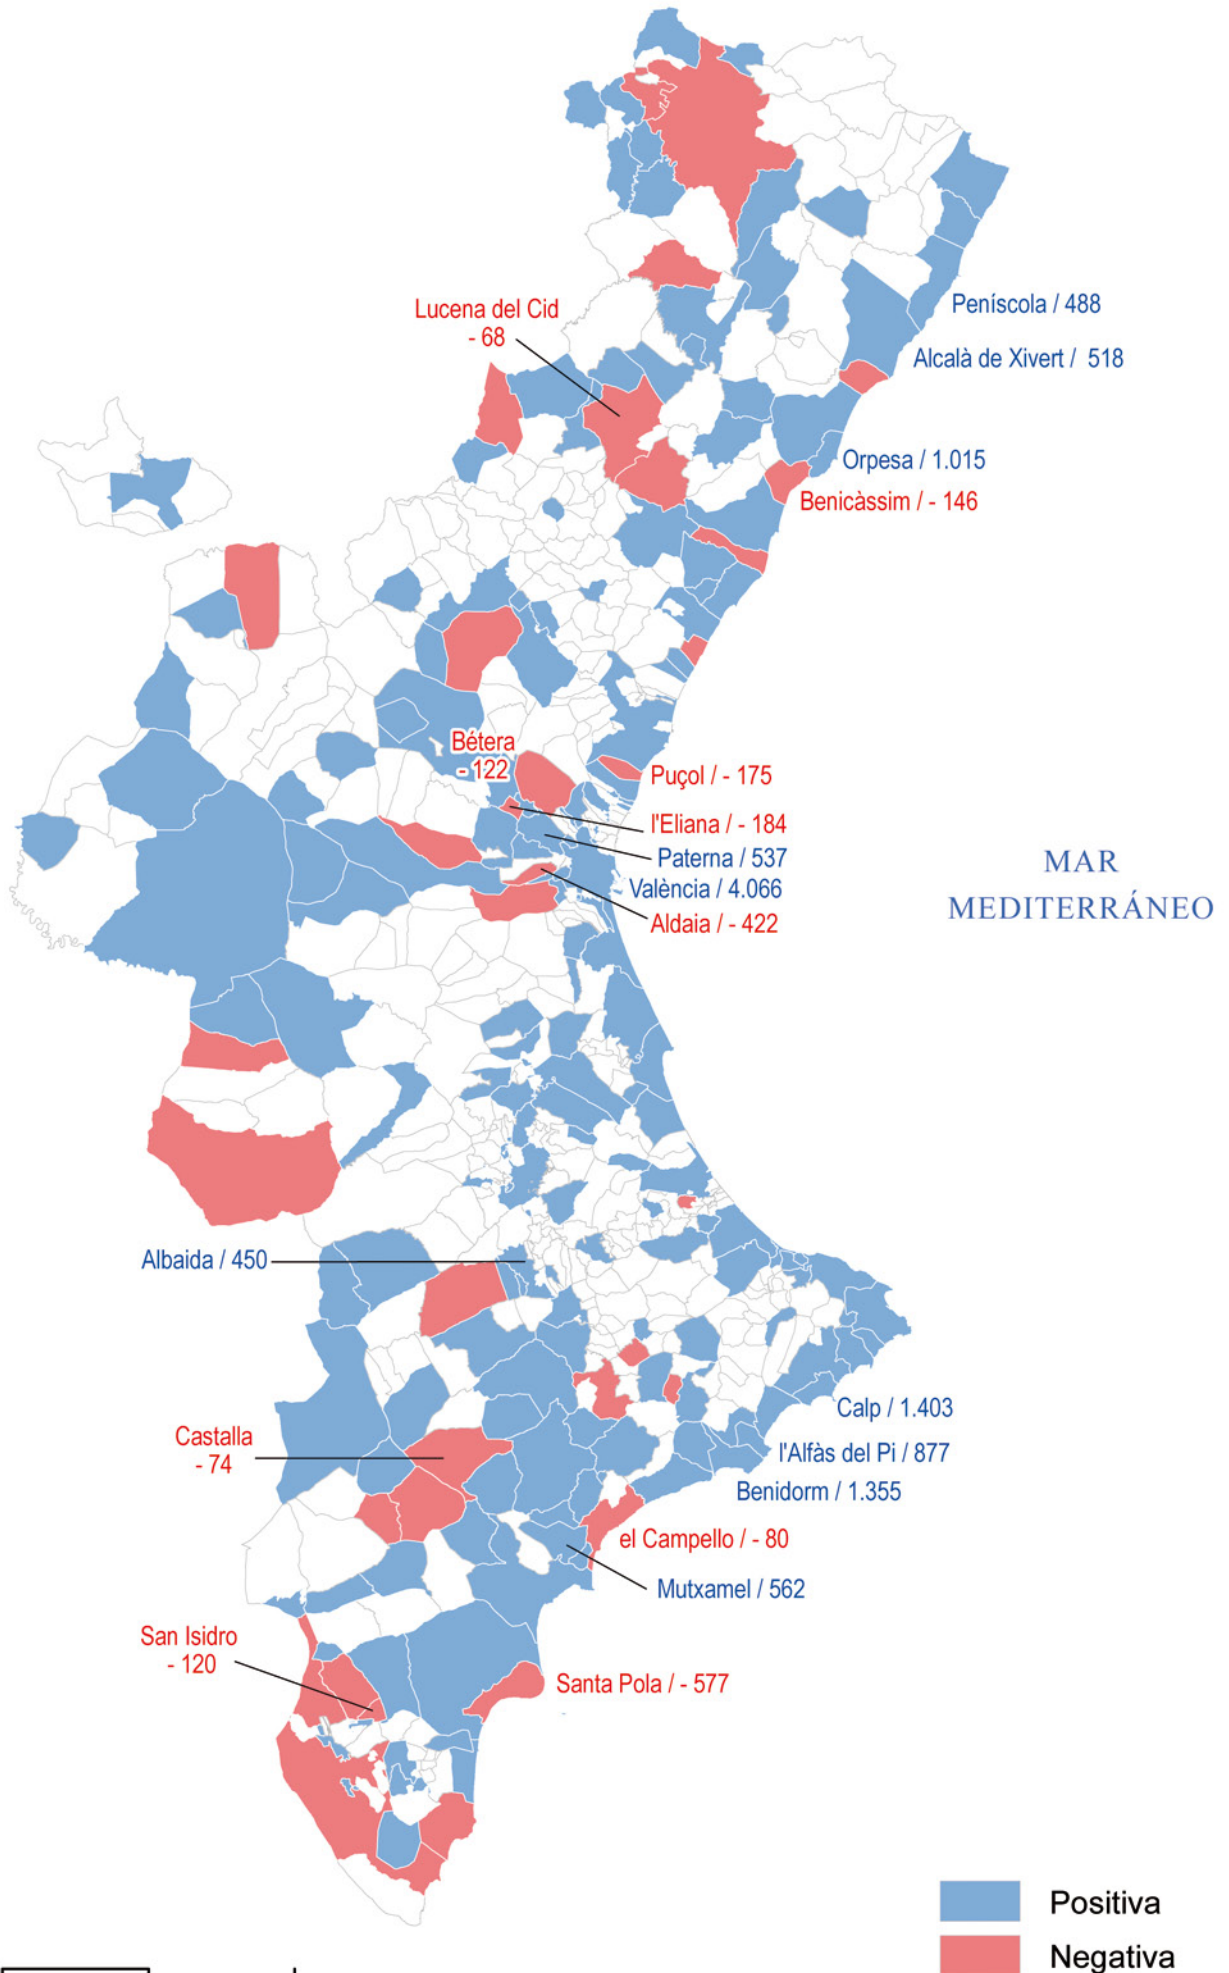 Peníscola / 488
Lucena del Cid
- 68
Alcalà de Xivert / 518
Orpesa / 1.015
Benicàssim / - 146
Bétera
- 122
Puçol / - 175
l'Eliana / - 184
Paterna / 537
València / 4.066
Aldaia / - 422
MAR
MEDITERRÁNEO
Albaida / 450
Calp / 1.403
Castalla
- 74
l'Alfàs del Pi / 877
Benidorm / 1.355
el Campello / - 80
Mutxamel / 562
San Isidro
- 120
Santa Pola / - 577
Positiva
Negativa